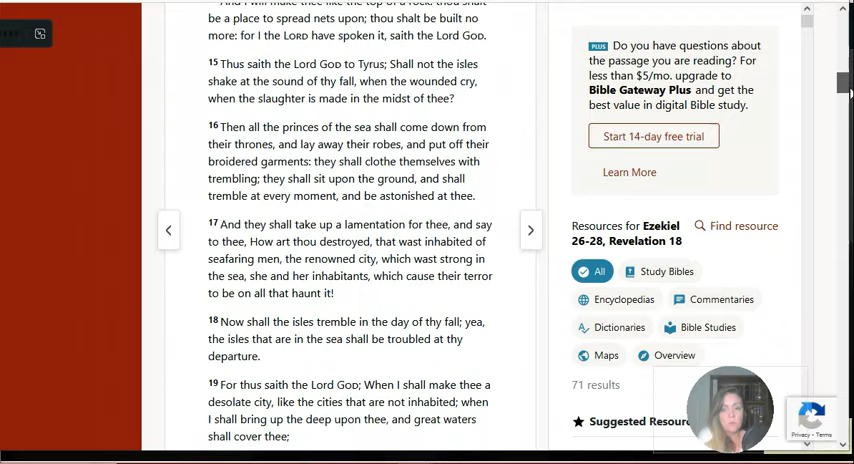 And I will make thee like the top of a rock: thou shalt
be a place to spread nets upon; thou shalt be built no
more: for I the LORD have spoken it, saith the Lord GOD.
15 Thus saith the Lord GOD to Tyrus; Shall not the isles
shake at the sound of thy fall, when the wounded cry,
when the slaughter is made in the midst of thee?
16 Then all the princes of the sea shall come down from
their thrones, and lay away their robes, and put off their
broidered garments: they shall clothe themselves with
trembling; they shall sit upon the ground, and shall
tremble at every moment, and be astonished at thee.
17 And they shall take up a lamentation for thee, and say
to thee, How art thou destroyed, that wast inhabited of
seafaring men, the renowned city, which wast strong in
the sea, she and her inhabitants, which cause their terror
to be on all that haunt it!
18 Now shall the isles tremble in the day of thy fall; yea,
the isles that are in the sea shall be troubled at thy
departure.
19 For thus saith the Lord GOD; When I shall make thee a
desolate city, like the cities that are not inhabited; when
I shall bring up the deep upon thee, and great waters
shall cover thee;
PLUS Do you have questions about
the passage you are reading? For
less than $5/mo. upgrade to
Bible Gateway Plus and get the
best value in digital Bible study.
Start 14-day free trial
Learn More
Resources for Ezekiel
26-28, Revelation 18
Find resource
All
Study Bibles
Encyclopedias
Commentaries
Dictionaries
Bible Studies
Maps
Overview
71 results
Suggested Resour
Privacy - Terms